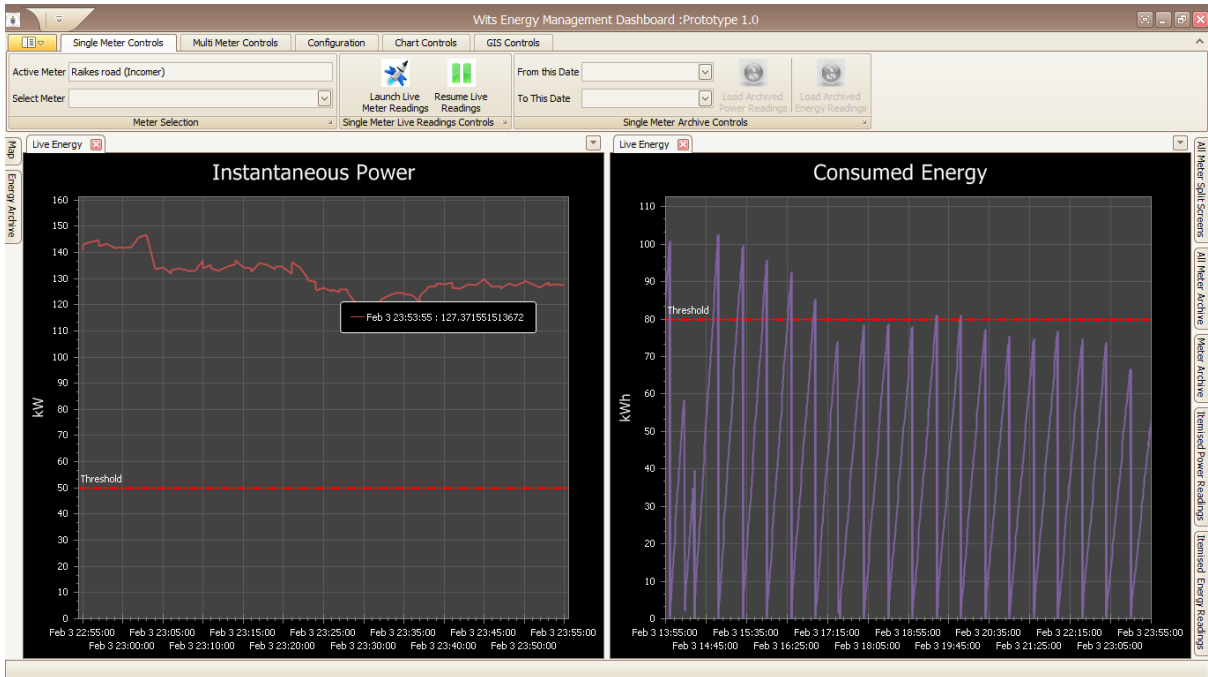 Wits Energy Management Dashboard :Prototype 1.0
Single Meter Controls
Multi Meter Controls
Configuration
Chart Controls
GIS Controls
Active Meter
Raikes road (Incomer)
Select Meter
Meter Selection
Launch Live
Meter Readings
Resume Live
Readings
Single Meter Live Readings Controls
From this Date
To This Date
Load Archived
Power Readings
Load Archived
Energy Readings
Single Meter Archive Controls
Map
Energy Archive
Live Energy
Instantaneous Power
160
150
140
130
120
110
100
90
80
70
60
50
40
30
20
10
0
kW
Threshold
Feb 3 23:53:55 : 127.371551513672
Feb 3 22:55:00
Feb 3 23:05:00
Feb 3 23:15:00
Feb 3 23:25:00
Feb 3 23:35:00
Feb 3 23:45:00
Feb 3 23:55:00
Feb 3 23:00:00
Feb 3 23:10:00
Feb 3 23:20:00
Feb 3 23:30:00
Feb 3 23:40:00
Feb 3 23:50:00
Live Energy
Consumed Energy
110
100
90
80
70
60
50
40
30
20
10
0
kWh
Threshold
Feb 3 13:55:00
Feb 3 15:35:00
Feb 3 17:15:00
Feb 3 18:55:00
Feb 3 20:35:00
Feb 3 22:15:00
Feb 3 23:55:00
Feb 3 14:45:00
Feb 3 16:25:00
Feb 3 18:05:00
Feb 3 19:45:00
Feb 3 21:25:00
Feb 3 23:05:00
All Meter Split Screens
All Meter Archive
Meter Archive
Itemised Power Readings
Itemised Energy Readings